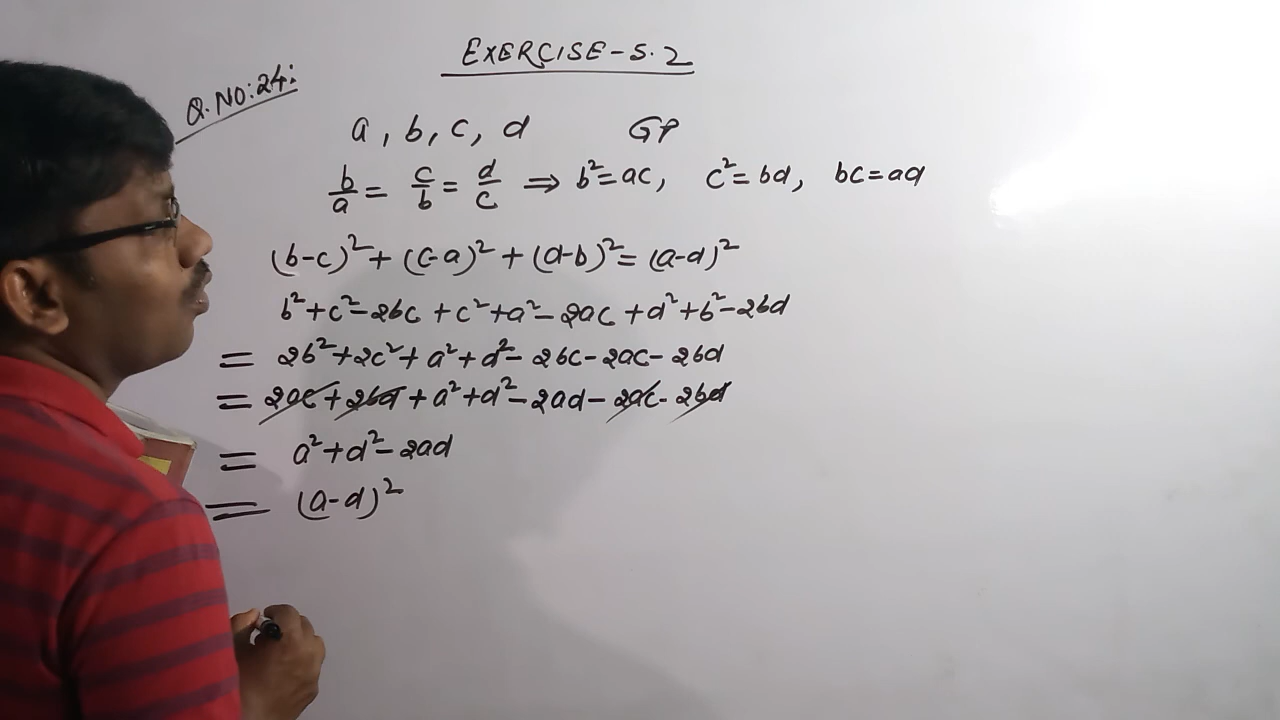 EXERCISE-5.2
Q.NO:24:
a, b, c, d GP
b/a = c/b = d/c ⇒ b²=ac, c²=bd, bc=ad
(b-c)²+(c-a)²+(d-b)²=(a-d)²
b²+c²-2bc+c²+a²-2ac+d²+b²-2bd
= 2b²+2c²+a²+d²-2bc-2ac-2bd
= 2ac+2bd+a²+d²-2ad-2ac-2bd
= a²+d²-2ad
= (a-d)²